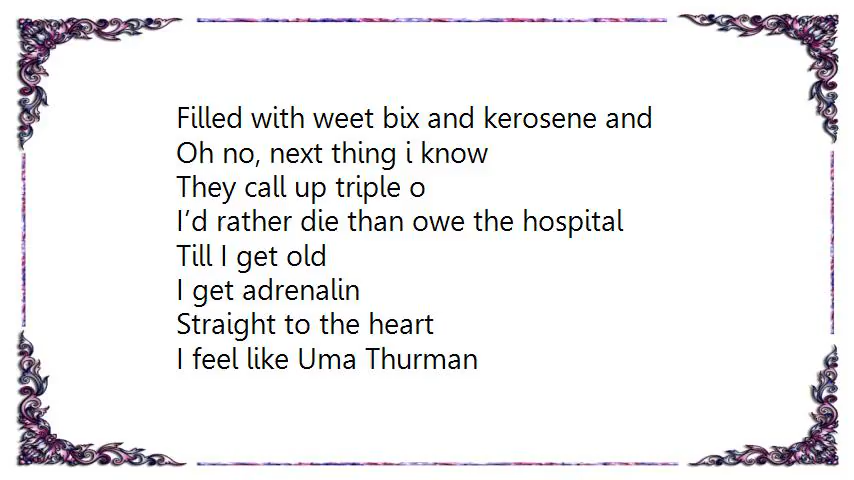 Filled with weet bix and kerosene and
Oh no, next thing i know
They call up triple o
I’d rather die than owe the hospital
Till I get old
I get adrenalin
Straight to the heart
I feel like Uma Thurman